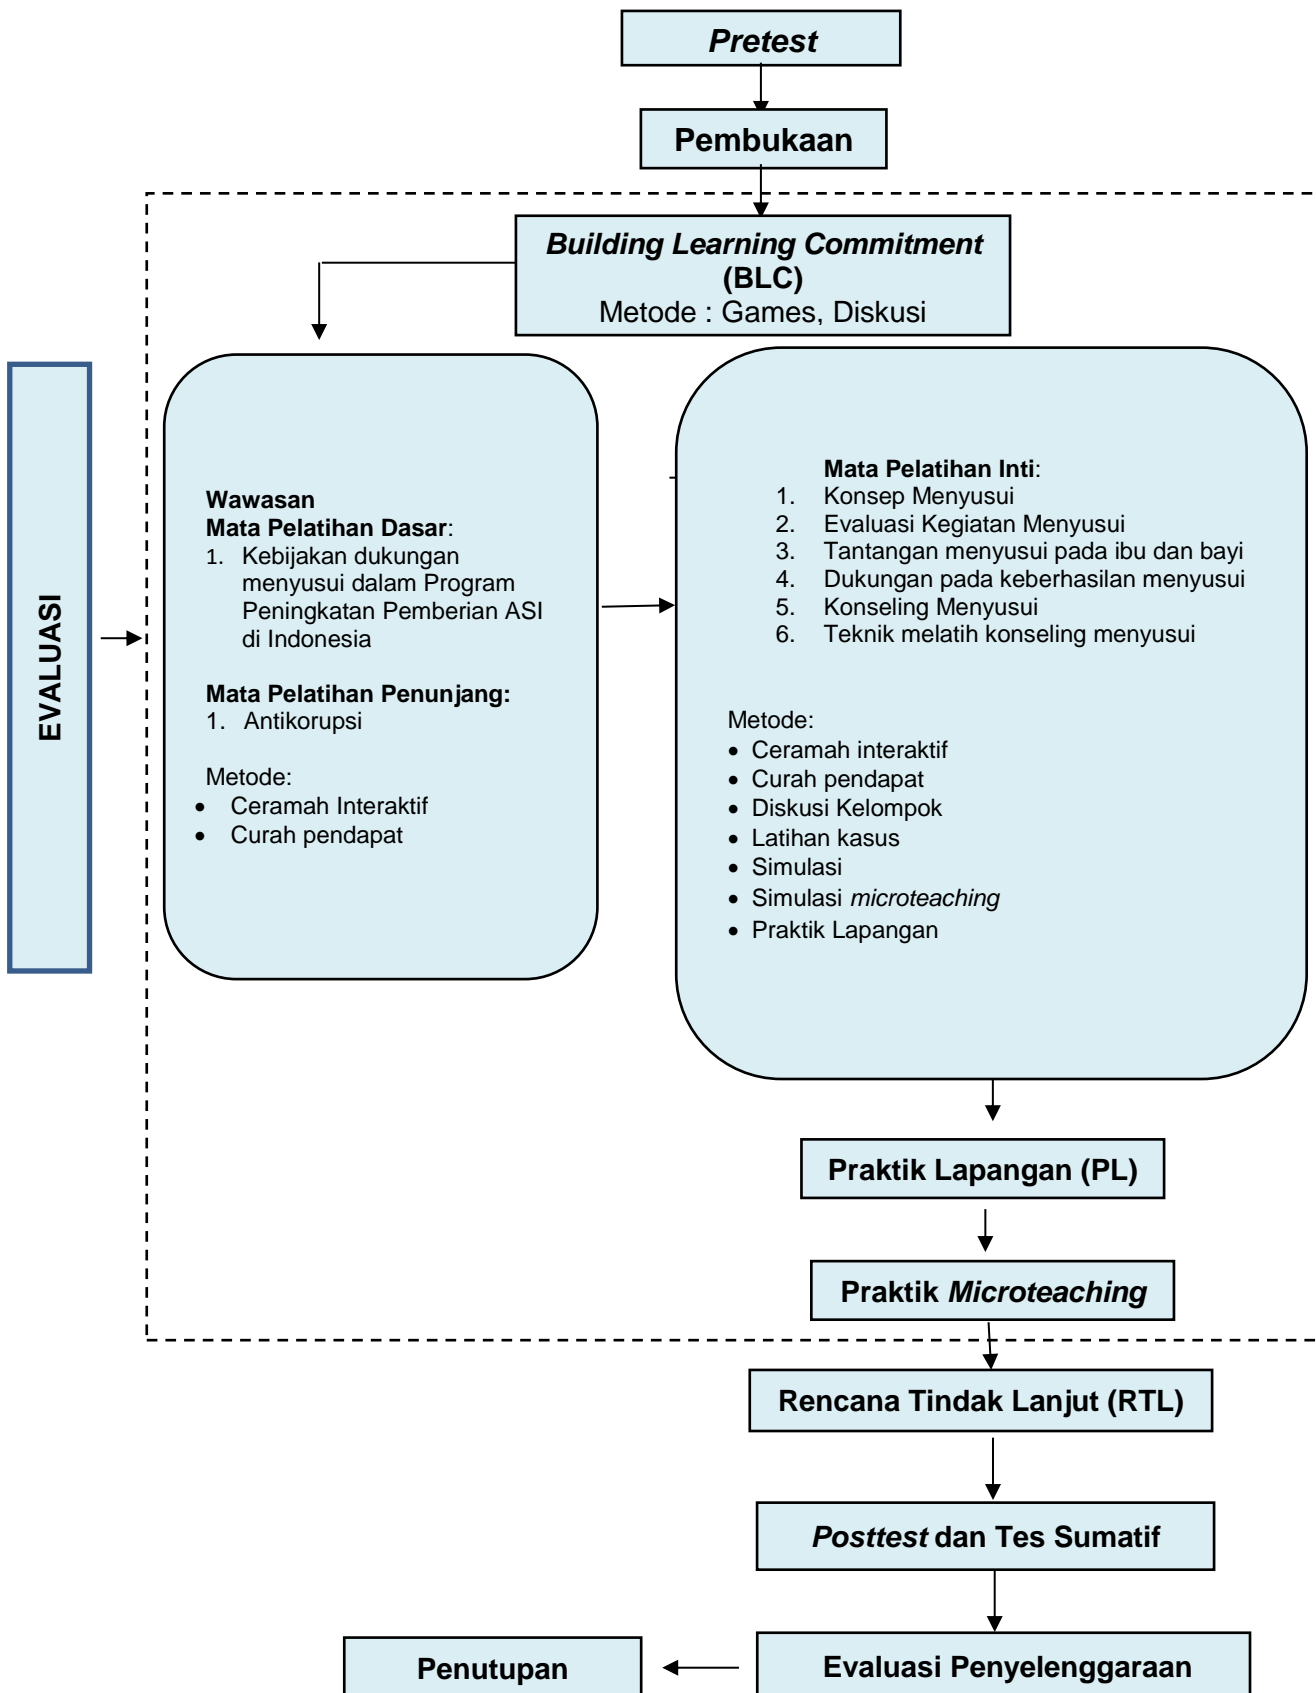 Pretest
Pembukaan
Building Learning Commitment
(BLC)
Metode : Games, Diskusi
EVALUASI
Wawasan
Mata Pelatihan Dasar:
1. Kebijakan dukungan
menyusui dalam Program
Peningkatan Pemberian ASI
di Indonesia
Mata Pelatihan Penunjang:
1. Antikorupsi
Metode:
• Ceramah Interaktif
• Curah pendapat
Mata Pelatihan Inti:
1. Konsep Menyusui
2. Evaluasi Kegiatan Menyusui
3. Tantangan menyusui pada ibu dan bayi
4. Dukungan pada keberhasilan menyusui
5. Konseling Menyusui
6. Teknik melatih konseling menyusui
Metode:
• Ceramah interaktif
• Curah pendapat
• Diskusi Kelompok
• Latihan kasus
• Simulasi
• Simulasi microteaching
• Praktik Lapangan
Praktik Lapangan (PL)
Praktik Microteaching
Rencana Tindak Lanjut (RTL)
Posttest dan Tes Sumatif
Evaluasi Penyelenggaraan
Penutupan